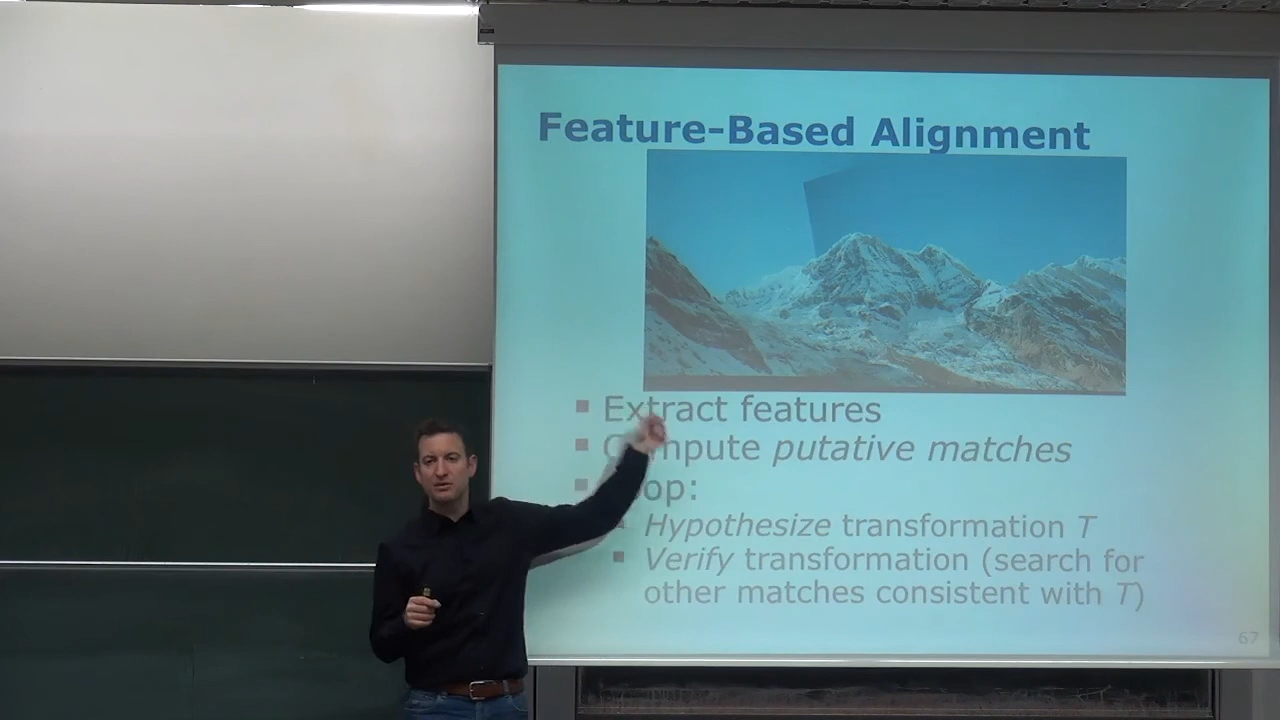 Feature-Based Alignment
Extract features
putative matches
Hypothesize transformation T
Verify transformation (search for
other matches consistent with T)
67